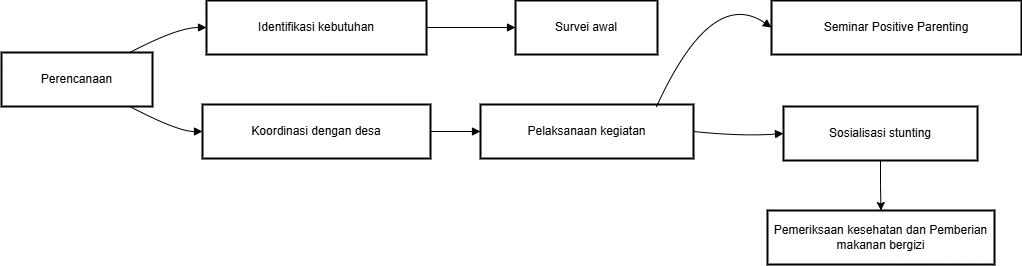 Identifikasi kebutuhan
Survei awal
Seminar Positive Parenting
Perencanaan
Koordinasi dengan desa
Pelaksanaan kegiatan
Sosialisasi stunting
Pemeriksaan kesehatan dan Pemberian
makanan bergizi